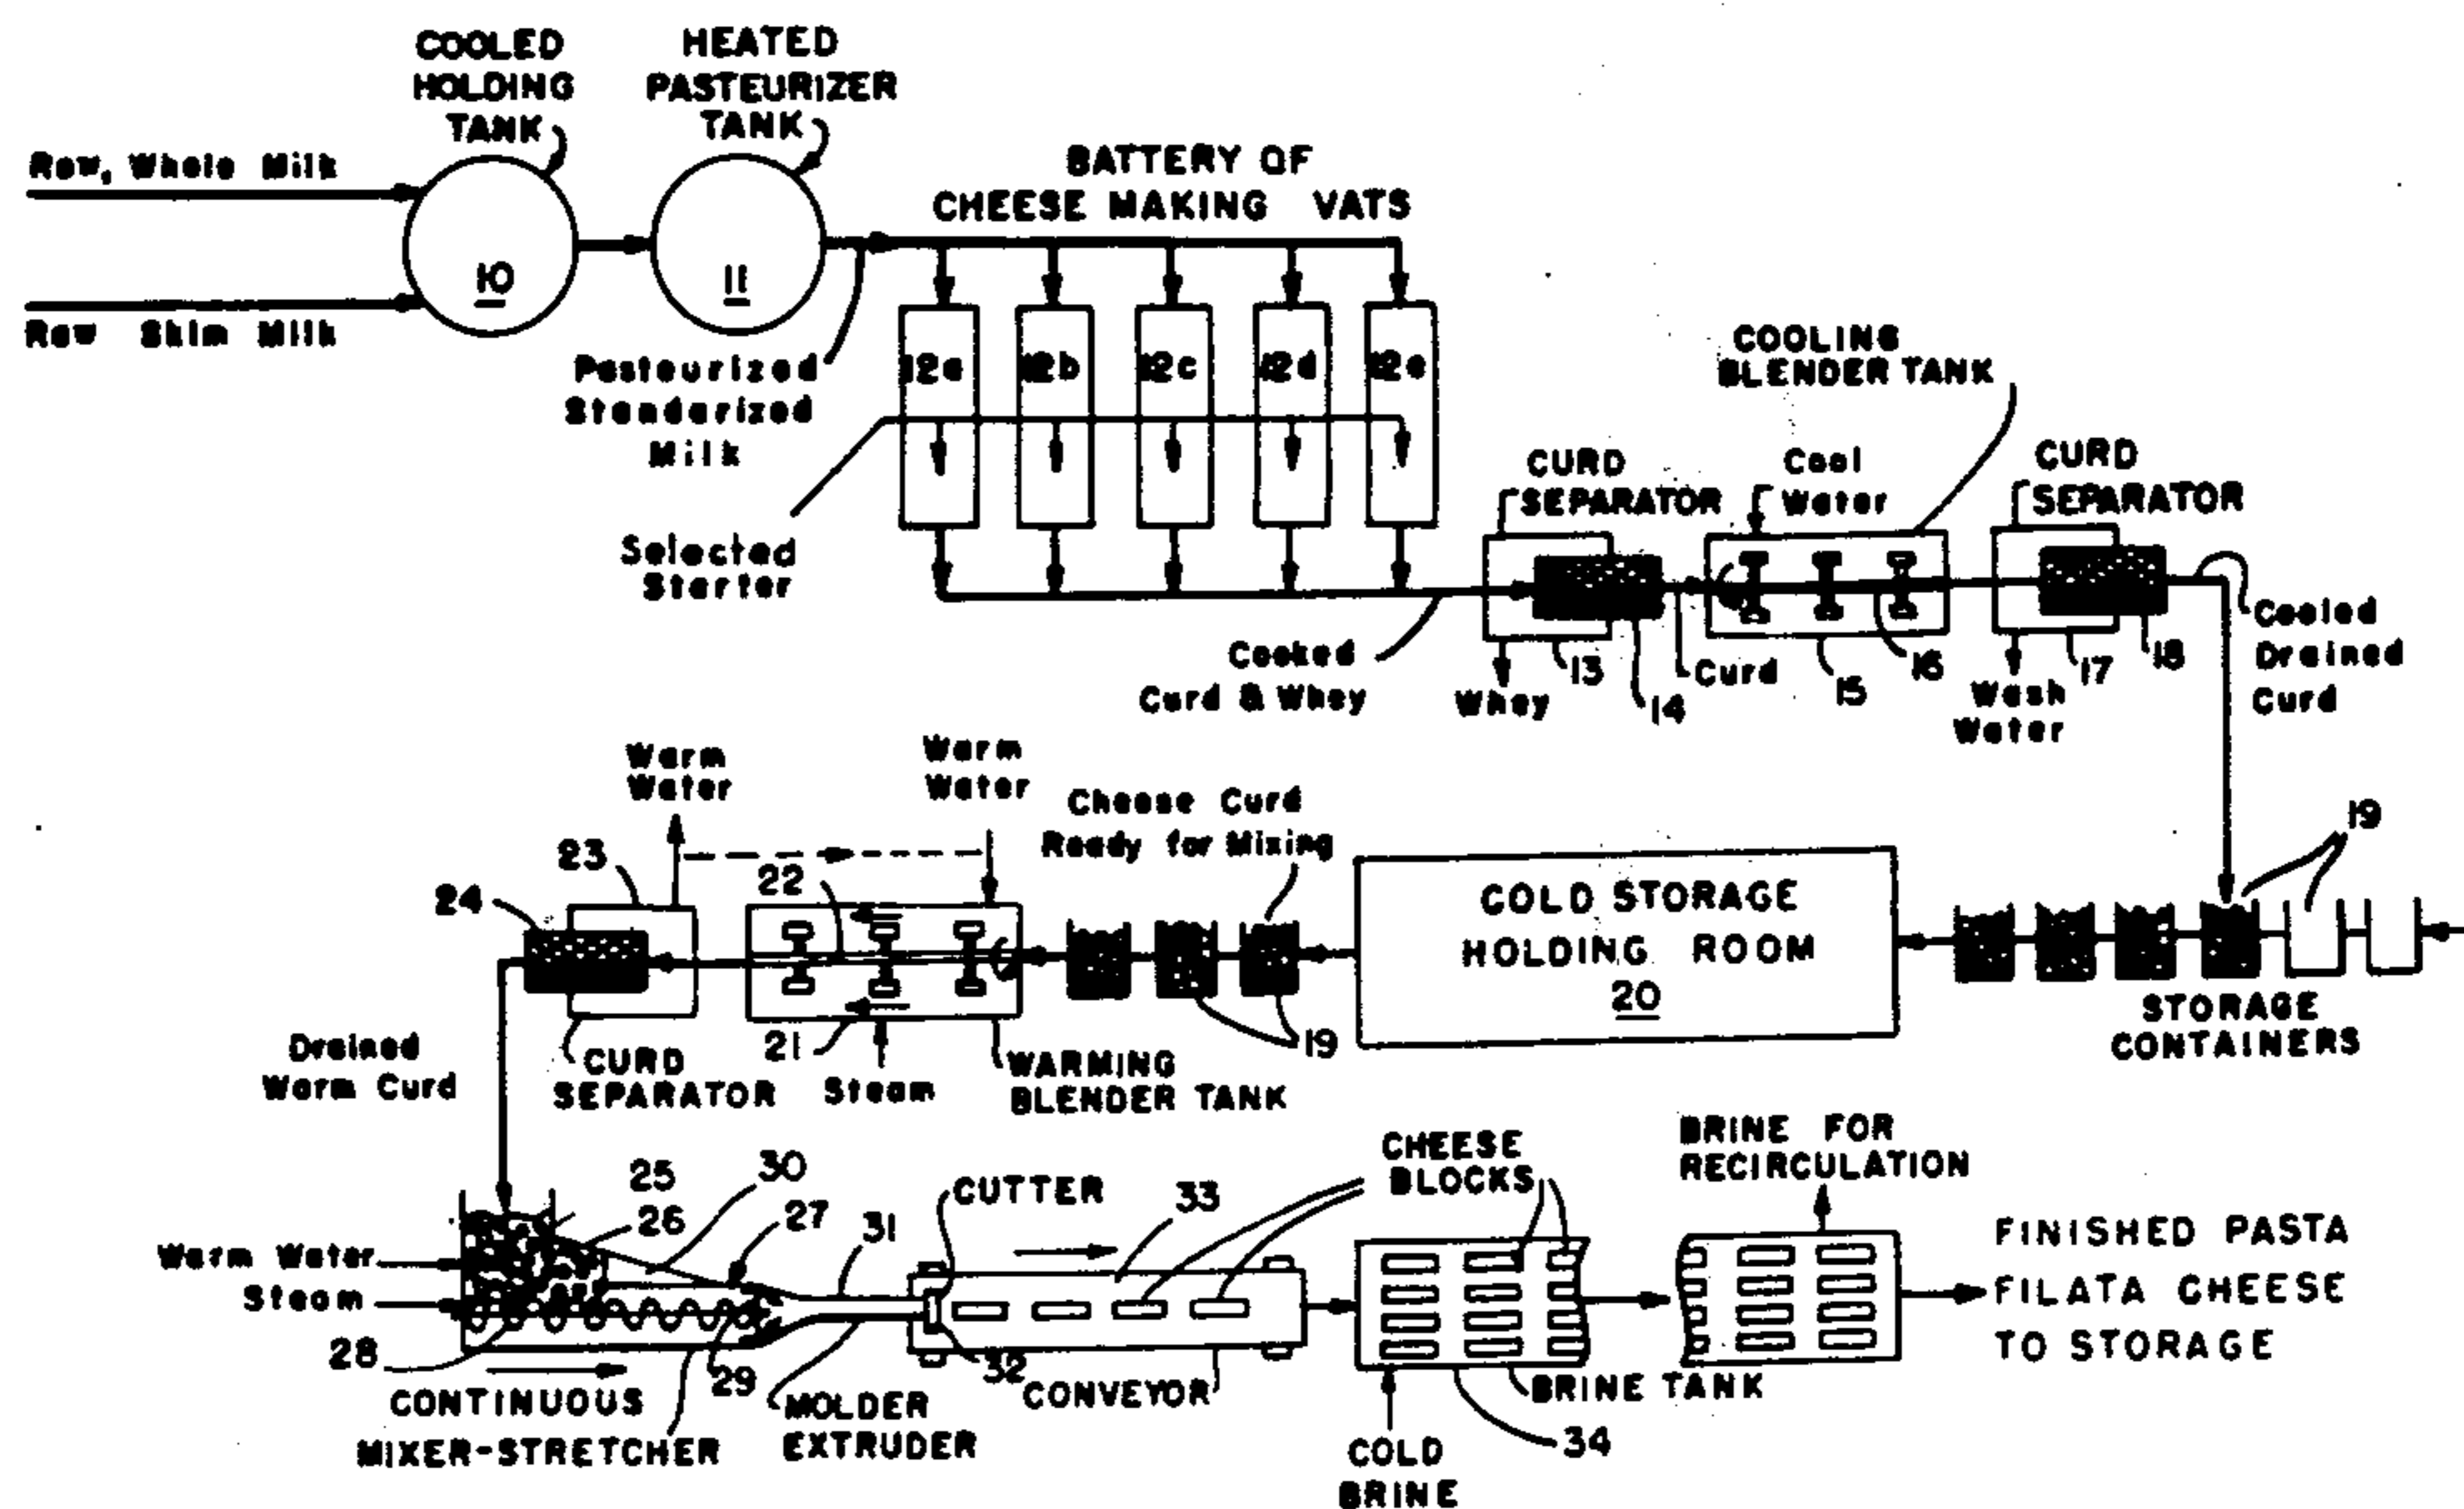 COOLED
HOLDING
TANK
HEATED
PASTEURIZER
TANK
Raw, Whole Milk
BATTERY OF
CHEESE MAKING VATS
10
11
Raw Skim Milk
Pasteurized
Standarized
Milk
12a 12b 12c 12d 12e
Selected
Starter
COOLING
BLENDER TANK
CURD
SEPARATOR
Cool
Water
CURD
SEPARATOR
Cooked
Curd & Whey
Whey
13
14
Curd
15
16
Wash
Water
17
18
Cooled
Drained
Curd
Warm
Water
Warm
Water
Cheese Curd
Ready for Mixing
19
23
24
22
COLD STORAGE
HOLDING ROOM
20
STORAGE
CONTAINERS
Drained
Warm Curd
CURD
SEPARATOR
21
Steam
WARMING
BLENDER TANK
19
25
26
30
27
31
CUTTER
33
CHEESE
BLOCKS
BRINE FOR
RECIRCULATION
Warm Water
Steam
28
29
32
CONTINUOUS
MIXER-STRETCHER
MOLDER
EXTRUDER
CONVEYOR
BRINE TANK
34
COLD
BRINE
FINISHED PASTA
FILATA CHEESE
TO STORAGE